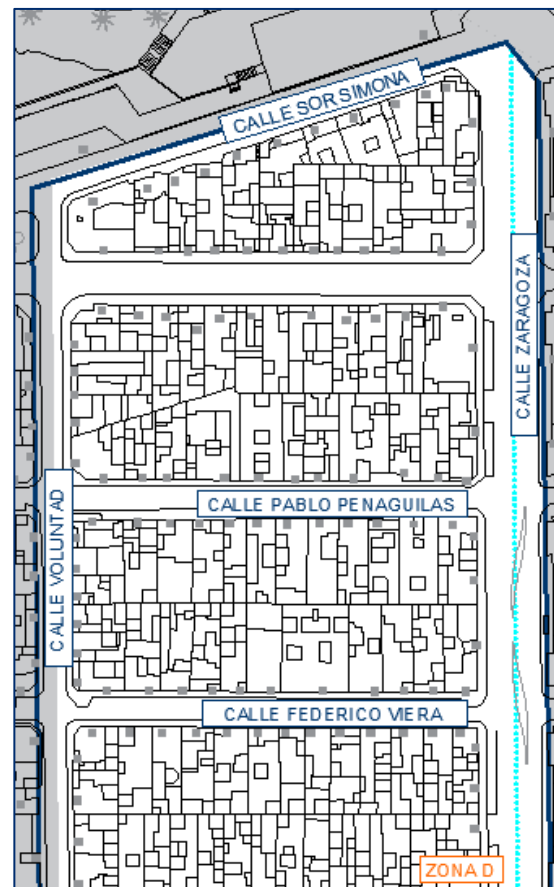 CALLE SOR SIMONA
CALLE ZARAGOZA
CALLE VOLUNTAD
CALLE PABLO PENAGUILAS
CALLE FEDERICO VIERA
ZONA D